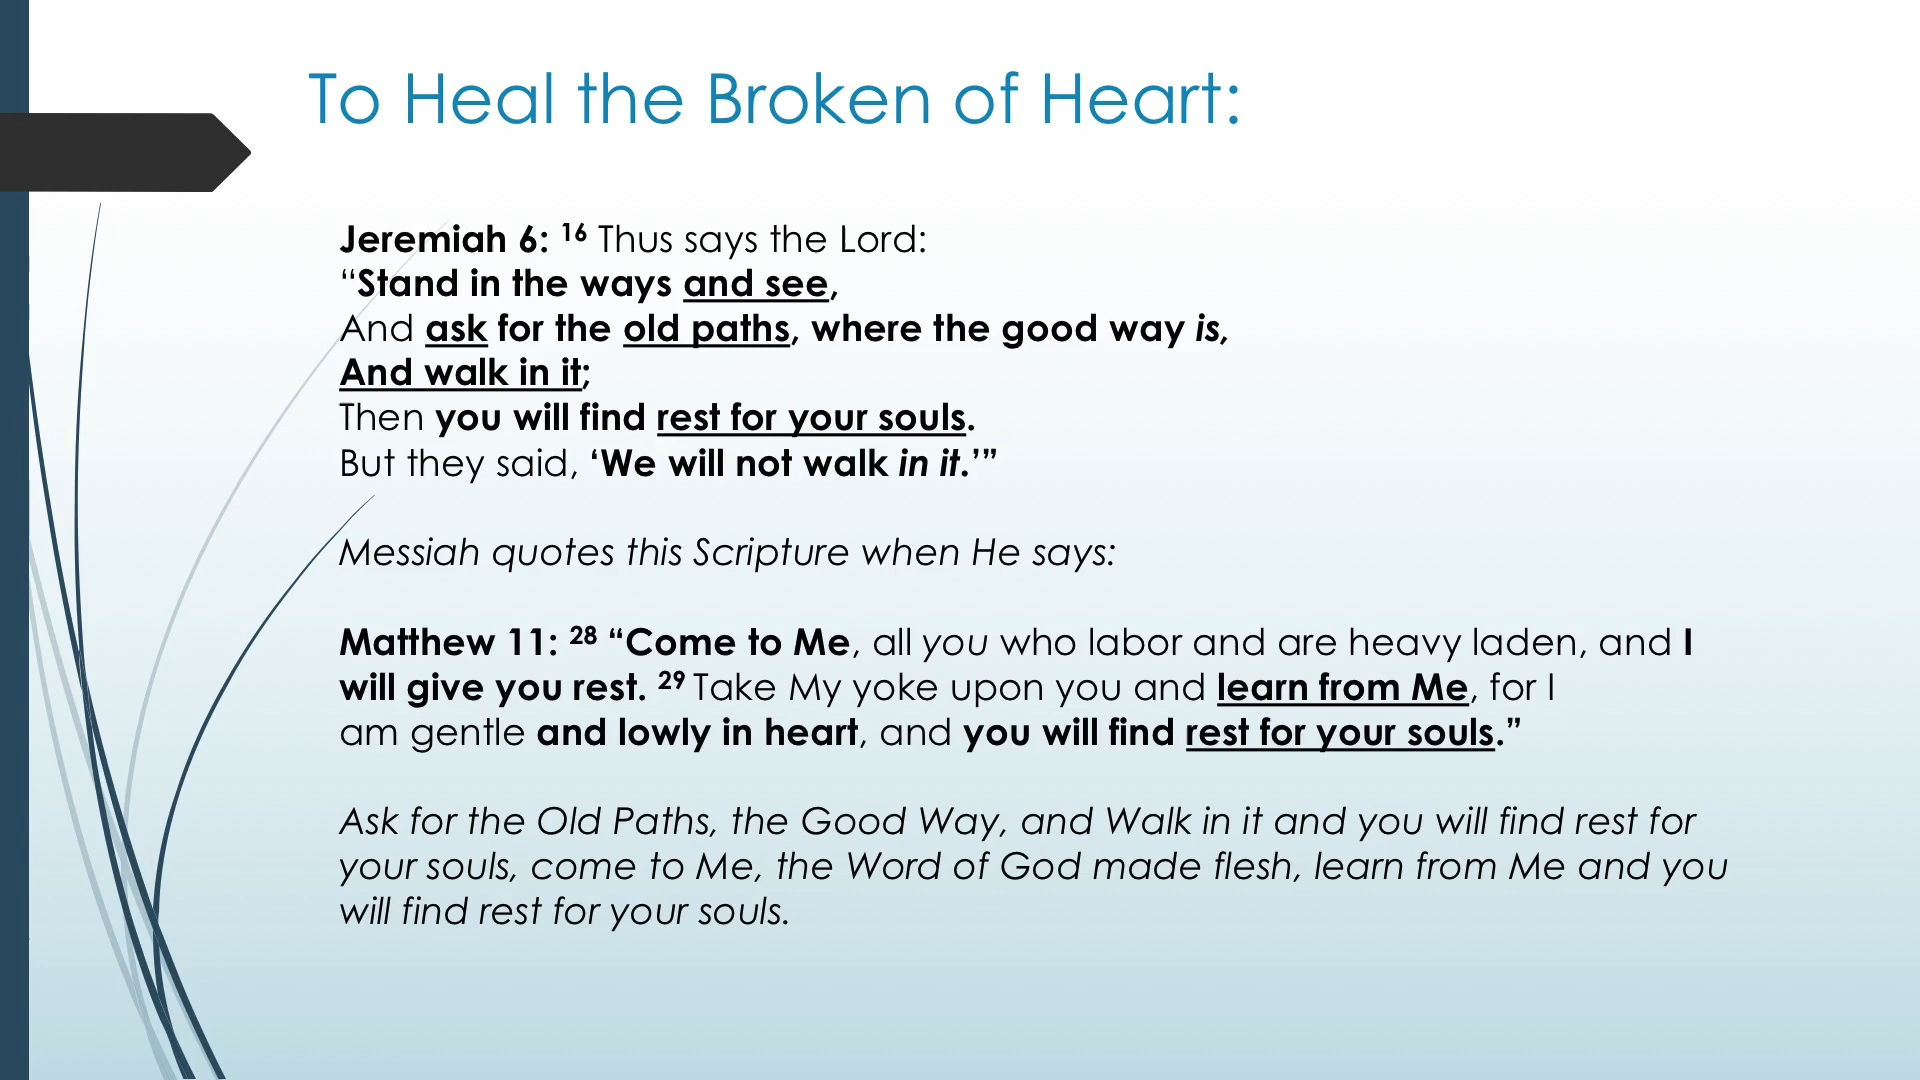 To Heal the Broken of Heart:
Jeremiah 6: 16 Thus says the Lord:
“Stand in the ways and see,
And ask for the old paths, where the good way is,
And walk in it;
Then you will find rest for your souls.
But they said, ‘We will not walk in it.’”
Messiah quotes this Scripture when He says:
Matthew 11: 28 “Come to Me, all you who labor and are heavy laden, and I
will give you rest. 29 Take My yoke upon you and learn from Me, for I
am gentle and lowly in heart, and you will find rest for your souls.”
Ask for the Old Paths, the Good Way, and Walk in it and you will find rest for
your souls, come to Me, the Word of God made flesh, learn from Me and you
will find rest for your souls.